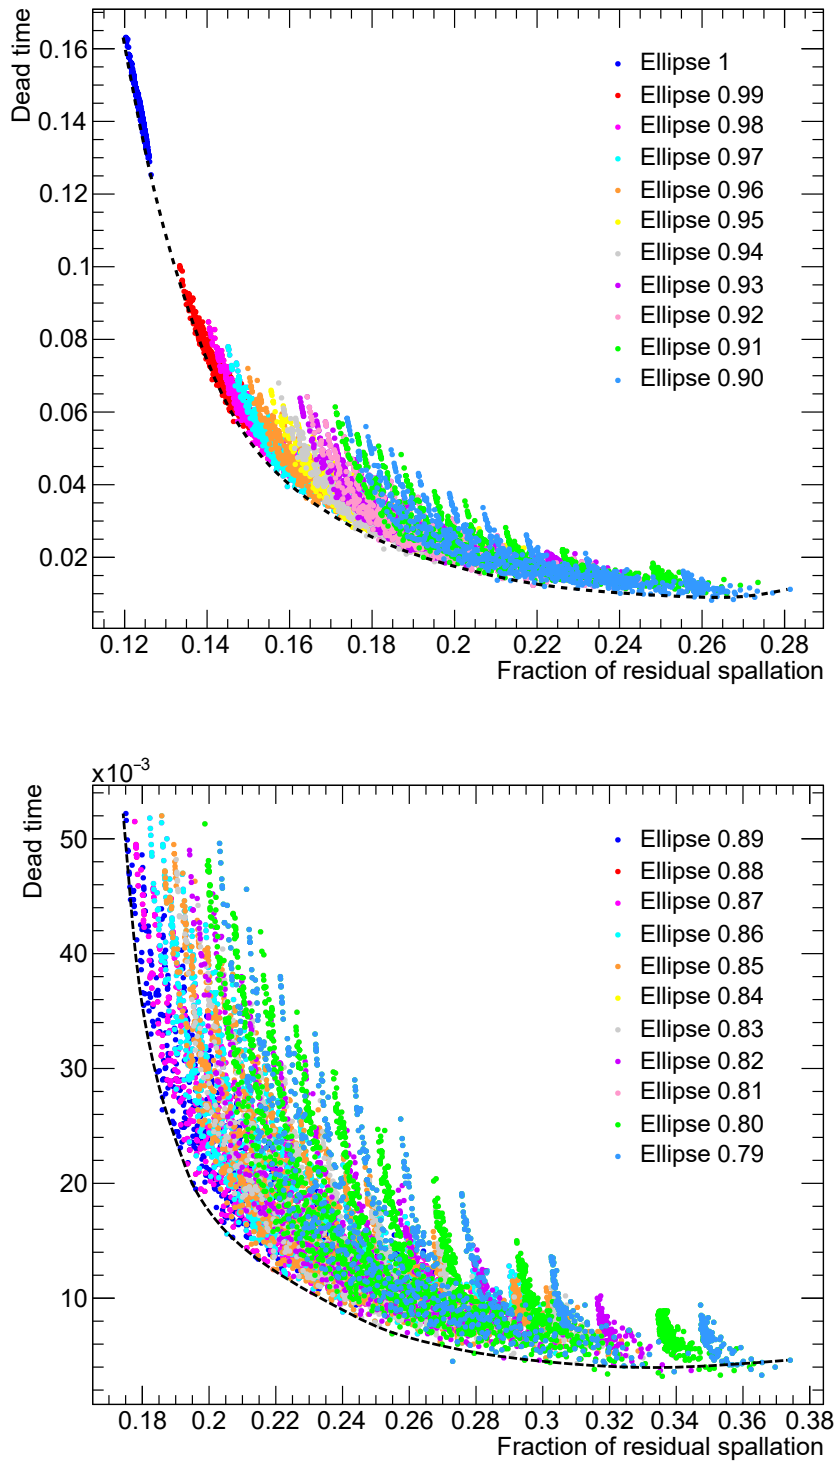 Dead time
0.16
0.14
0.12
0.1
0.08
0.06
0.04
0.02
Ellipse 1
Ellipse 0.99
Ellipse 0.98
Ellipse 0.97
Ellipse 0.96
Ellipse 0.95
Ellipse 0.94
Ellipse 0.93
Ellipse 0.92
Ellipse 0.91
Ellipse 0.90
0.12 0.14 0.16 0.18 0.2 0.22 0.24 0.26 0.28
Fraction of residual spallation
x10⁻³
Dead time
50
40
30
20
10
Ellipse 0.89
Ellipse 0.88
Ellipse 0.87
Ellipse 0.86
Ellipse 0.85
Ellipse 0.84
Ellipse 0.83
Ellipse 0.82
Ellipse 0.81
Ellipse 0.80
Ellipse 0.79
0.18 0.2 0.22 0.24 0.26 0.28 0.3 0.32 0.34 0.36 0.38
Fraction of residual spallation